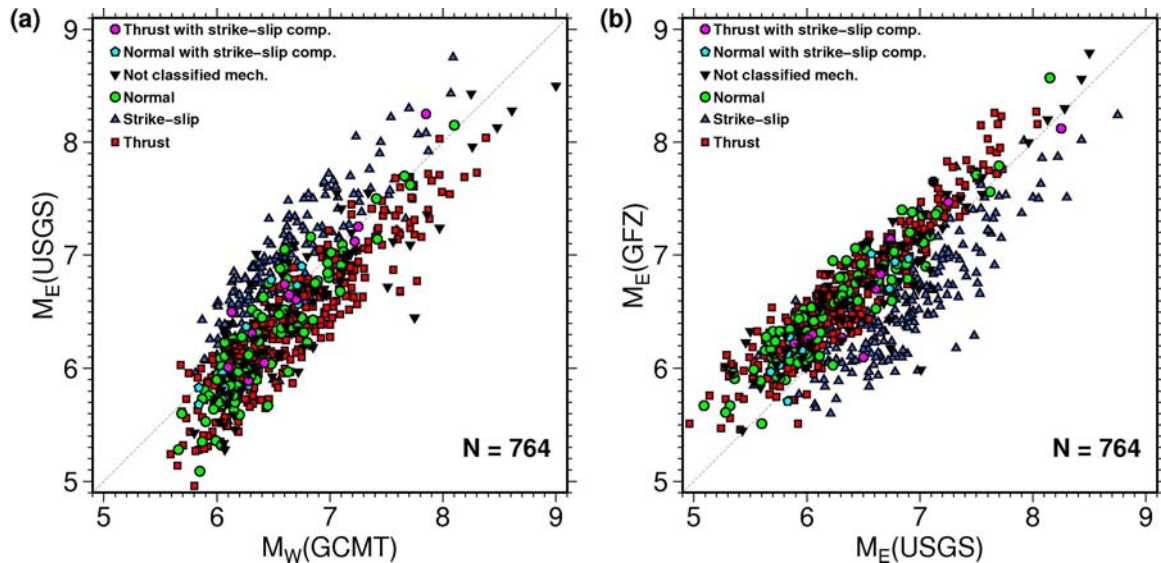 (a)
Thrust with strike-slip comp.
Normal with strike-slip comp.
Not classified mech.
Normal
Strike-slip
Thrust
N = 764
9
8
7
6
5
M_E(USGS)
5 6 7 8 9
M_W(GCMT)
(b)
Thrust with strike-slip comp.
Normal with strike-slip comp.
Not classified mech.
Normal
Strike-slip
Thrust
N = 764
9
8
7
6
5
M_E(GFZ)
5 6 7 8 9
M_E(USGS)